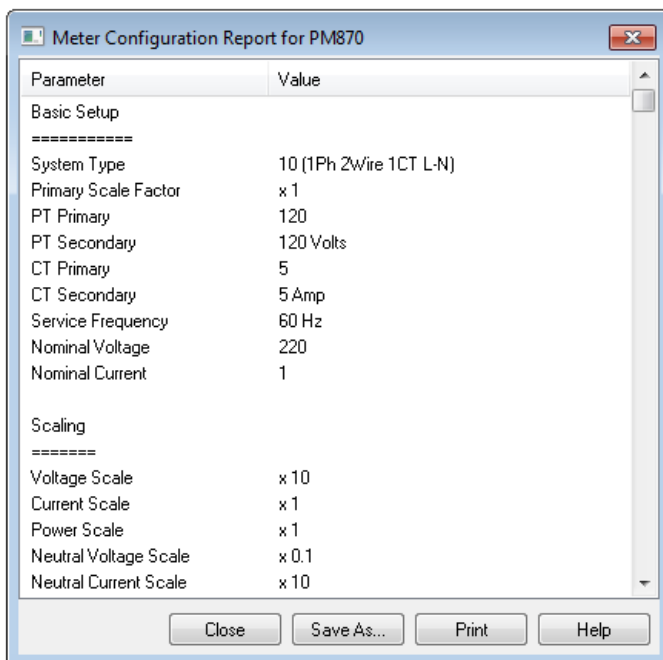 Meter Configuration Report for PM870
Parameter Value
Basic Setup
===========
System Type 10 (1Ph 2Wire 1CT L-N)
Primary Scale Factor x 1
PT Primary 120
PT Secondary 120 Volts
CT Primary 5
CT Secondary 5 Amp
Service Frequency 60 Hz
Nominal Voltage 220
Nominal Current 1
Scaling
=======
Voltage Scale x 10
Current Scale x 1
Power Scale x 1
Neutral Voltage Scale x 0.1
Neutral Current Scale x 10
Close Save As... Print Help